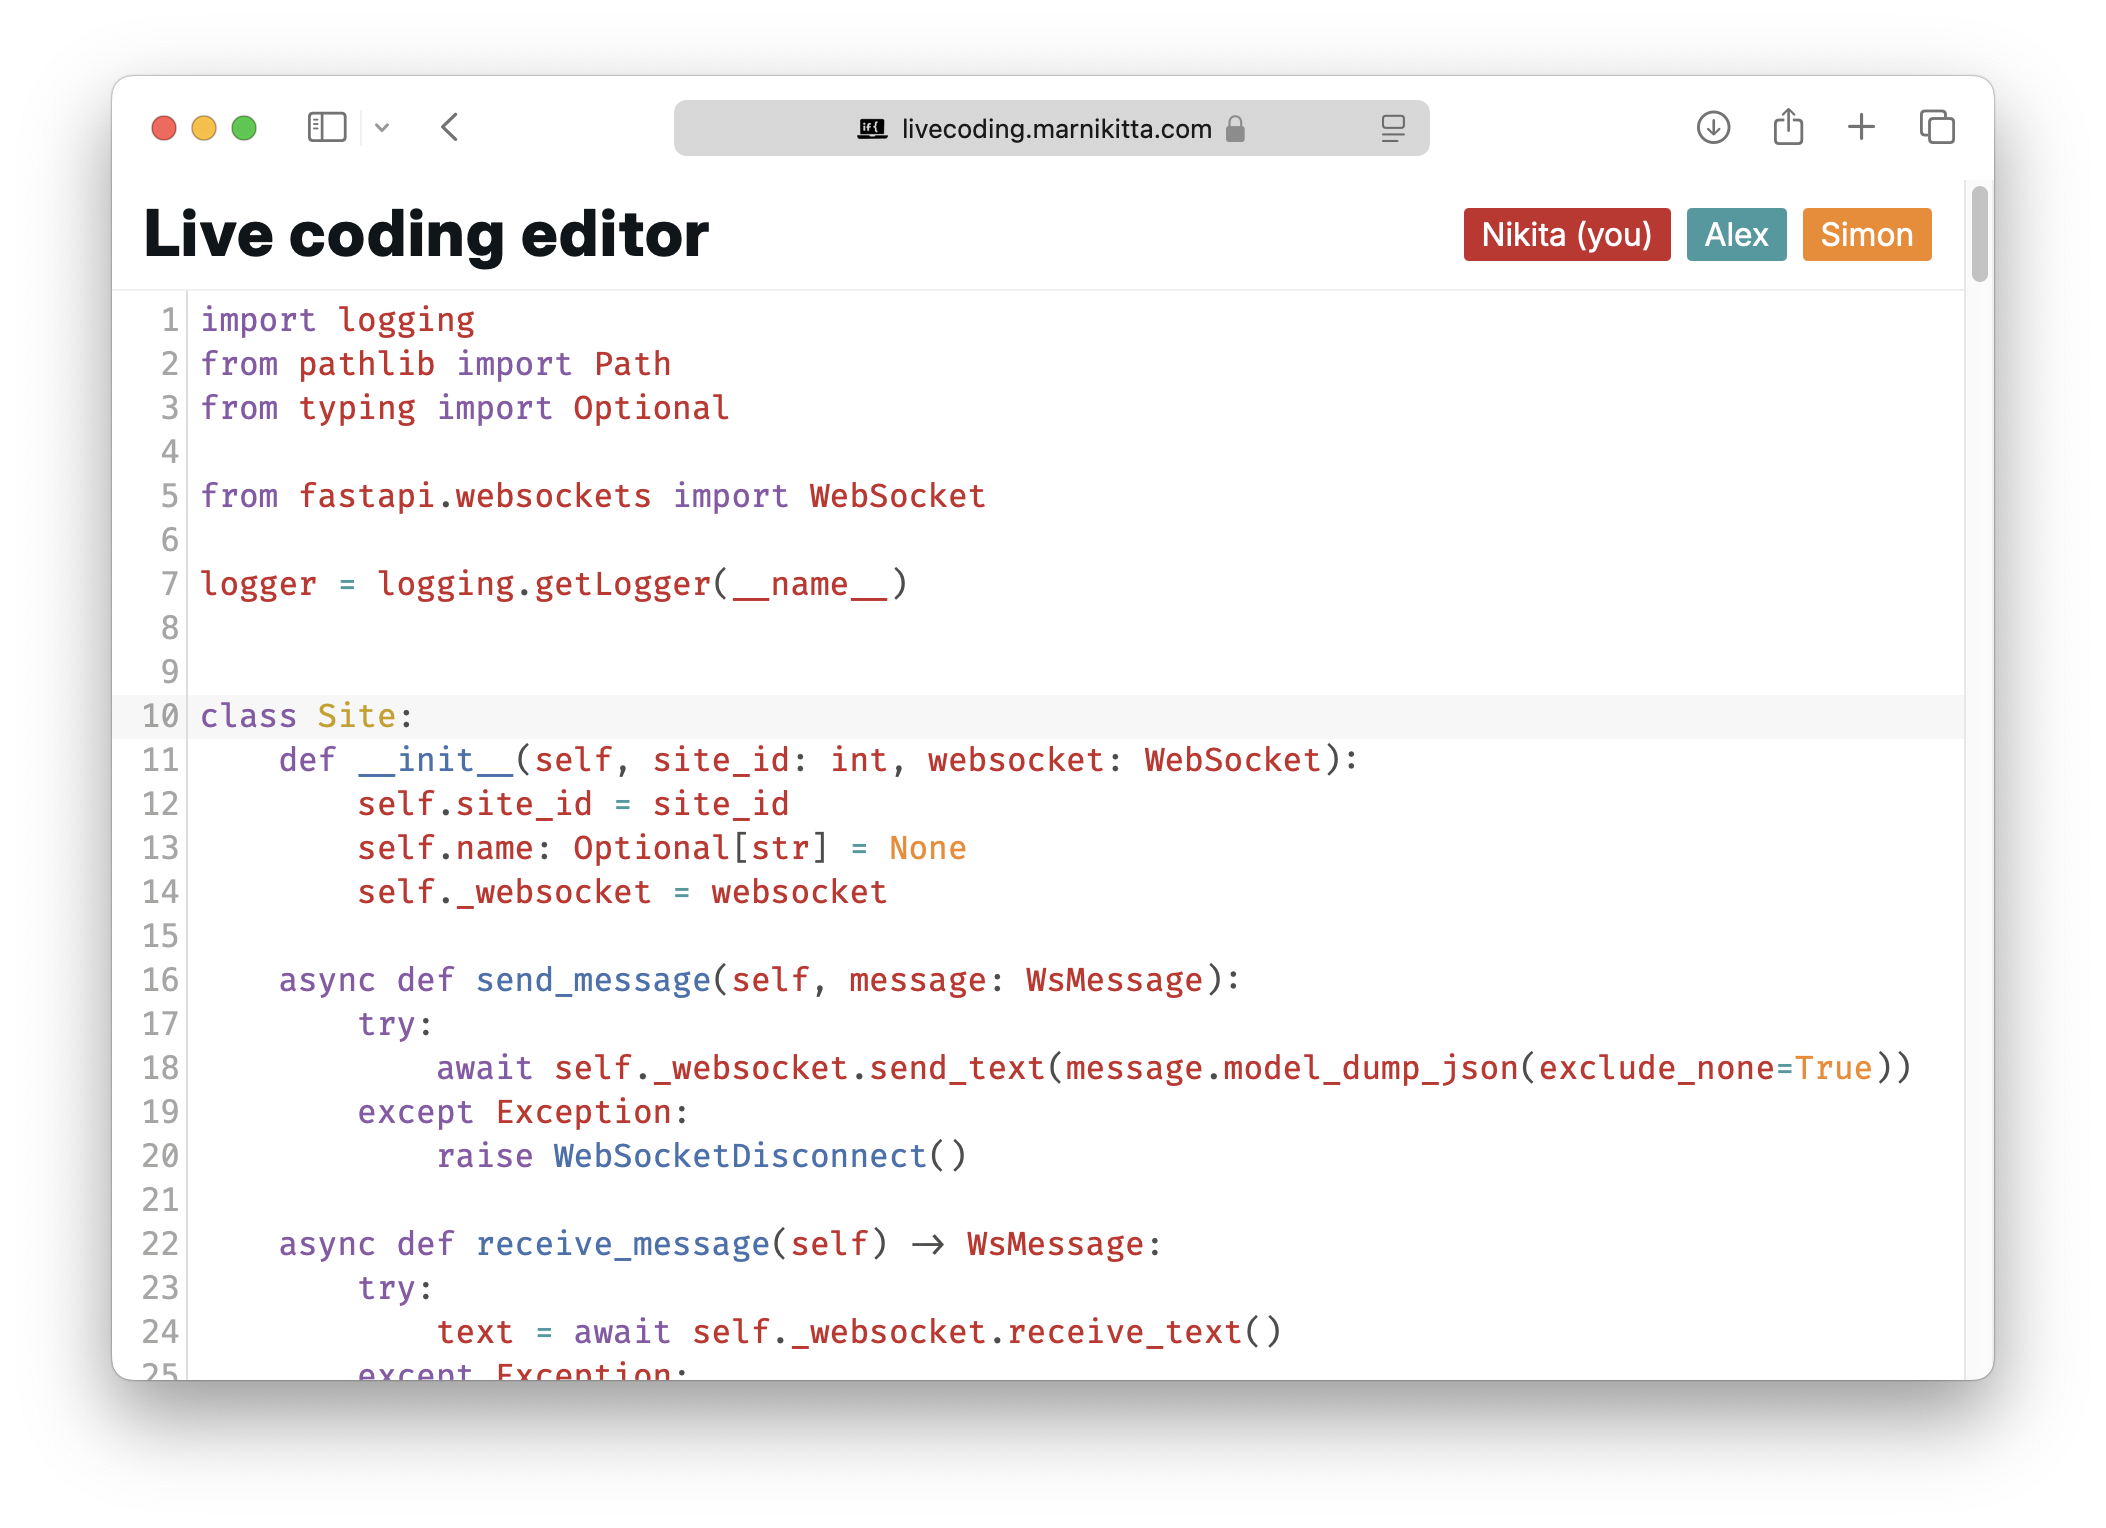 if{
livecoding.marnikitta.com
Live coding editor
Nikita (you) Alex Simon
1 import logging
2 from pathlib import Path
3 from typing import Optional
4
5 from fastapi.websockets import WebSocket
6
7 logger = logging.getLogger(__name__)
8
9
10 class Site:
11     def __init__(self, site_id: int, websocket: WebSocket):
12         self.site_id = site_id
13         self.name: Optional[str] = None
14         self._websocket = websocket
15
16     async def send_message(self, message: WsMessage):
17         try:
18             await self._websocket.send_text(message.model_dump_json(exclude_none=True))
19         except Exception:
20             raise WebSocketDisconnect()
21
22     async def receive_message(self) → WsMessage:
23         try:
24             text = await self._websocket.receive_text()
25         except Exception: